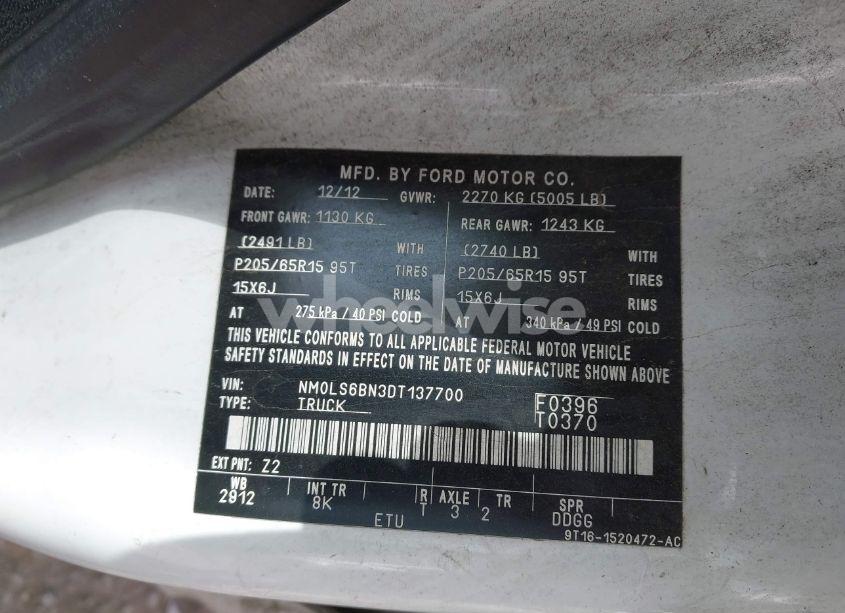 MFD. BY FORD MOTOR CO.
DATE: 12/12 GVWR: 2270 KG (5005 LB)
FRONT GAWR: 1130 KG REAR GAWR: 1243 KG
(2491 LB) WITH (2740 LB) WITH
P205/65R15 95T TIRES P205/65R15 95T TIRES
15X6J RIMS 15X6J RIMS
AT 275 kPa / 40 PSI COLD AT 340 kPa / 49 PSI COLD
THIS VEHICLE CONFORMS TO ALL APPLICABLE FEDERAL MOTOR VEHICLE
SAFETY STANDARDS IN EFFECT ON THE DATE OF MANUFACTURE SHOWN ABOVE
VIN: NM0LS6BN3DT137700 F0396
TYPE: TRUCK T0370
EXT PNT: Z2
WB INT TR R AXLE TR SPR
2912 8K T 3 2 DDGG
ETU
9T16-1520472-AC
wheelwise